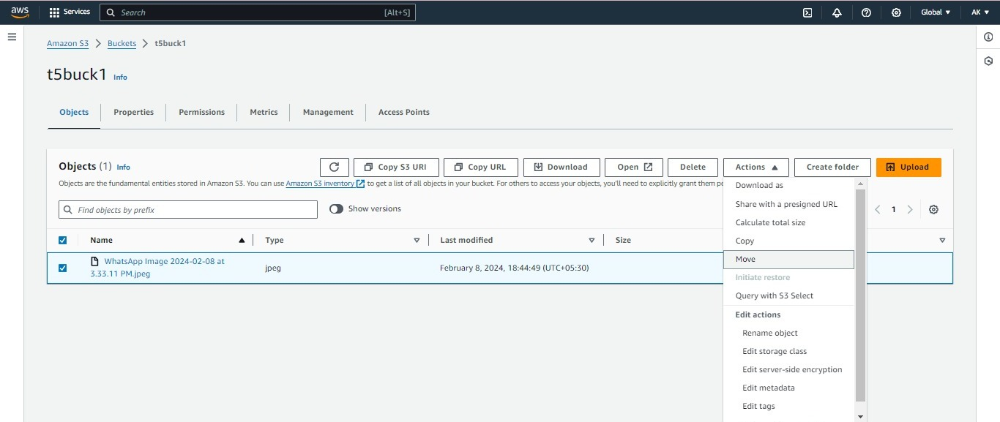 aws Services Search [Alt+S] Global AK
Amazon S3 Buckets t5buck1
t5buck1 Info
Objects Properties Permissions Metrics Management Access Points
Objects (1) Info Copy S3 URI Copy URL Download Open Delete Actions Create folder Upload
Objects are the fundamental entities stored in Amazon S3. You can use Amazon S3 inventory to get a list of all objects in your bucket. For others to access your objects, you'll need to explicitly grant them
Download as
Share with a presigned URL
Find objects by prefix Show versions 1
Calculate total size
Name Type Last modified Size
Copy
WhatsApp Image 2024-02-08 at
3.33.11 PM.jpeg jpeg February 8, 2024, 18:44:49 (UTC+05:30)
Move
Initiate restore
Query with S3 Select
Edit actions
Rename object
Edit storage class
Edit server-side encryption
Edit metadata
Edit tags